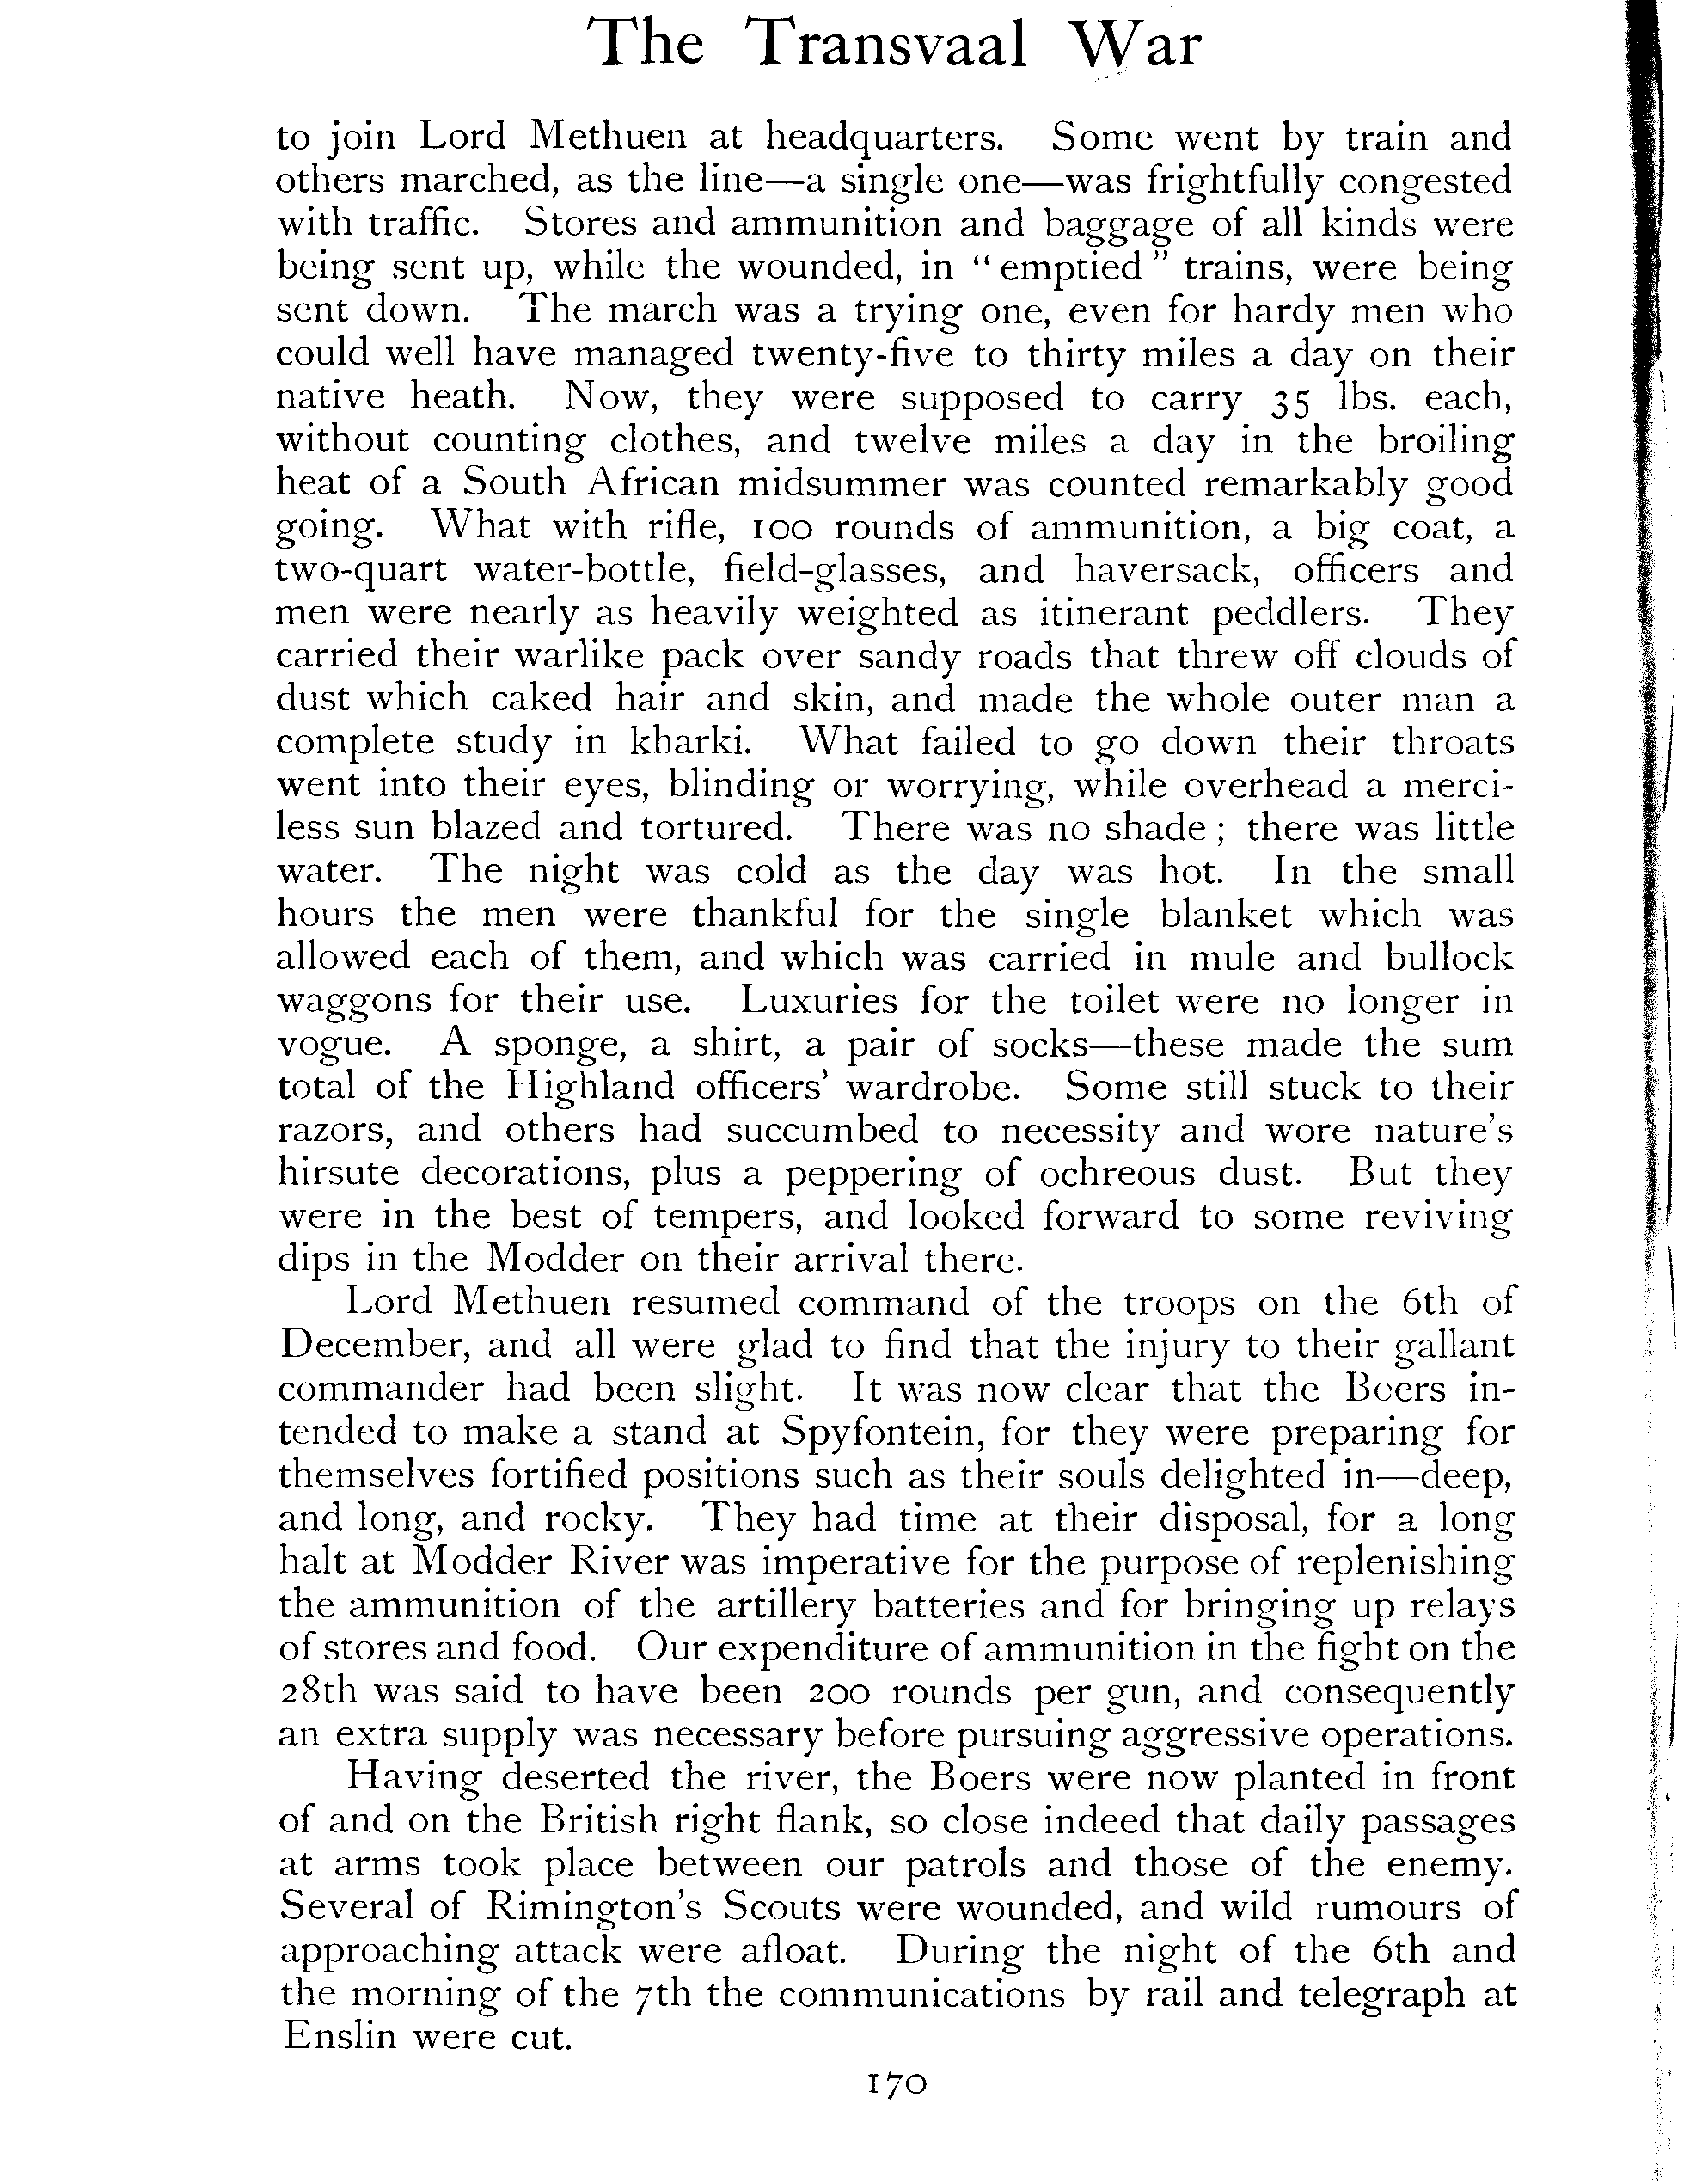 The Transvaal War
to join Lord Methuen at headquarters. Some went by train and
others marched, as the line—a single one—was frightfully congested
with traffic. Stores and ammunition and baggage of all kinds were
being sent up, while the wounded, in "emptied" trains, were being
sent down. The march was a trying one, even for hardy men who
could well have managed twenty-five to thirty miles a day on their
native heath. Now, they were supposed to carry 35 lbs. each,
without counting clothes, and twelve miles a day in the broiling
heat of a South African midsummer was counted remarkably good
going. What with rifle, 100 rounds of ammunition, a big coat, a
two-quart water-bottle, field-glasses, and haversack, officers and
men were nearly as heavily weighted as itinerant peddlers. They
carried their warlike pack over sandy roads that threw off clouds of
dust which caked hair and skin, and made the whole outer man a
complete study in kharki. What failed to go down their throats
went into their eyes, blinding or worrying, while overhead a merci-
less sun blazed and tortured. There was no shade; there was little
water. The night was cold as the day was hot. In the small
hours the men were thankful for the single blanket which was
allowed each of them, and which was carried in mule and bullock
waggons for their use. Luxuries for the toilet were no longer in
vogue. A sponge, a shirt, a pair of socks—these made the sum
total of the Highland officers' wardrobe. Some still stuck to their
razors, and others had succumbed to necessity and wore nature's
hirsute decorations, plus a peppering of ochreous dust. But they
were in the best of tempers, and looked forward to some reviving
dips in the Modder on their arrival there.
Lord Methuen resumed command of the troops on the 6th of
December, and all were glad to find that the injury to their gallant
commander had been slight. It was now clear that the Boers in-
tended to make a stand at Spyfontein, for they were preparing for
themselves fortified positions such as their souls delighted in—deep,
and long, and rocky. They had time at their disposal, for a long
halt at Modder River was imperative for the purpose of replenishing
the ammunition of the artillery batteries and for bringing up relays
of stores and food. Our expenditure of ammunition in the fight on the
28th was said to have been 200 rounds per gun, and consequently
an extra supply was necessary before pursuing aggressive operations.
Having deserted the river, the Boers were now planted in front
of and on the British right flank, so close indeed that daily passages
at arms took place between our patrols and those of the enemy.
Several of Rimington's Scouts were wounded, and wild rumours of
approaching attack were afloat. During the night of the 6th and
the morning of the 7th the communications by rail and telegraph at
Enslin were cut.
170